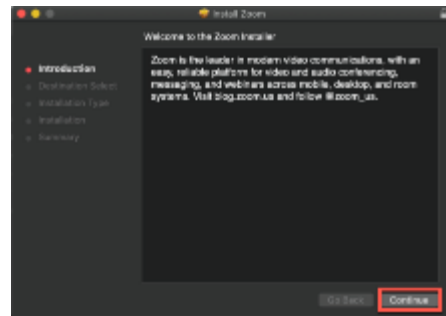 Install Zoom
Welcome to the Zoom Installer
Introduction
Destination Select
Installation Type
Installation
Summary
Zoom is the leader in modern video communications, with an
easy, reliable platform for video and audio conferencing,
messaging, and webinars across mobile, desktop, and room
systems. Visit blog.zoom.us and follow @zoom_us.
Go Back
Continue